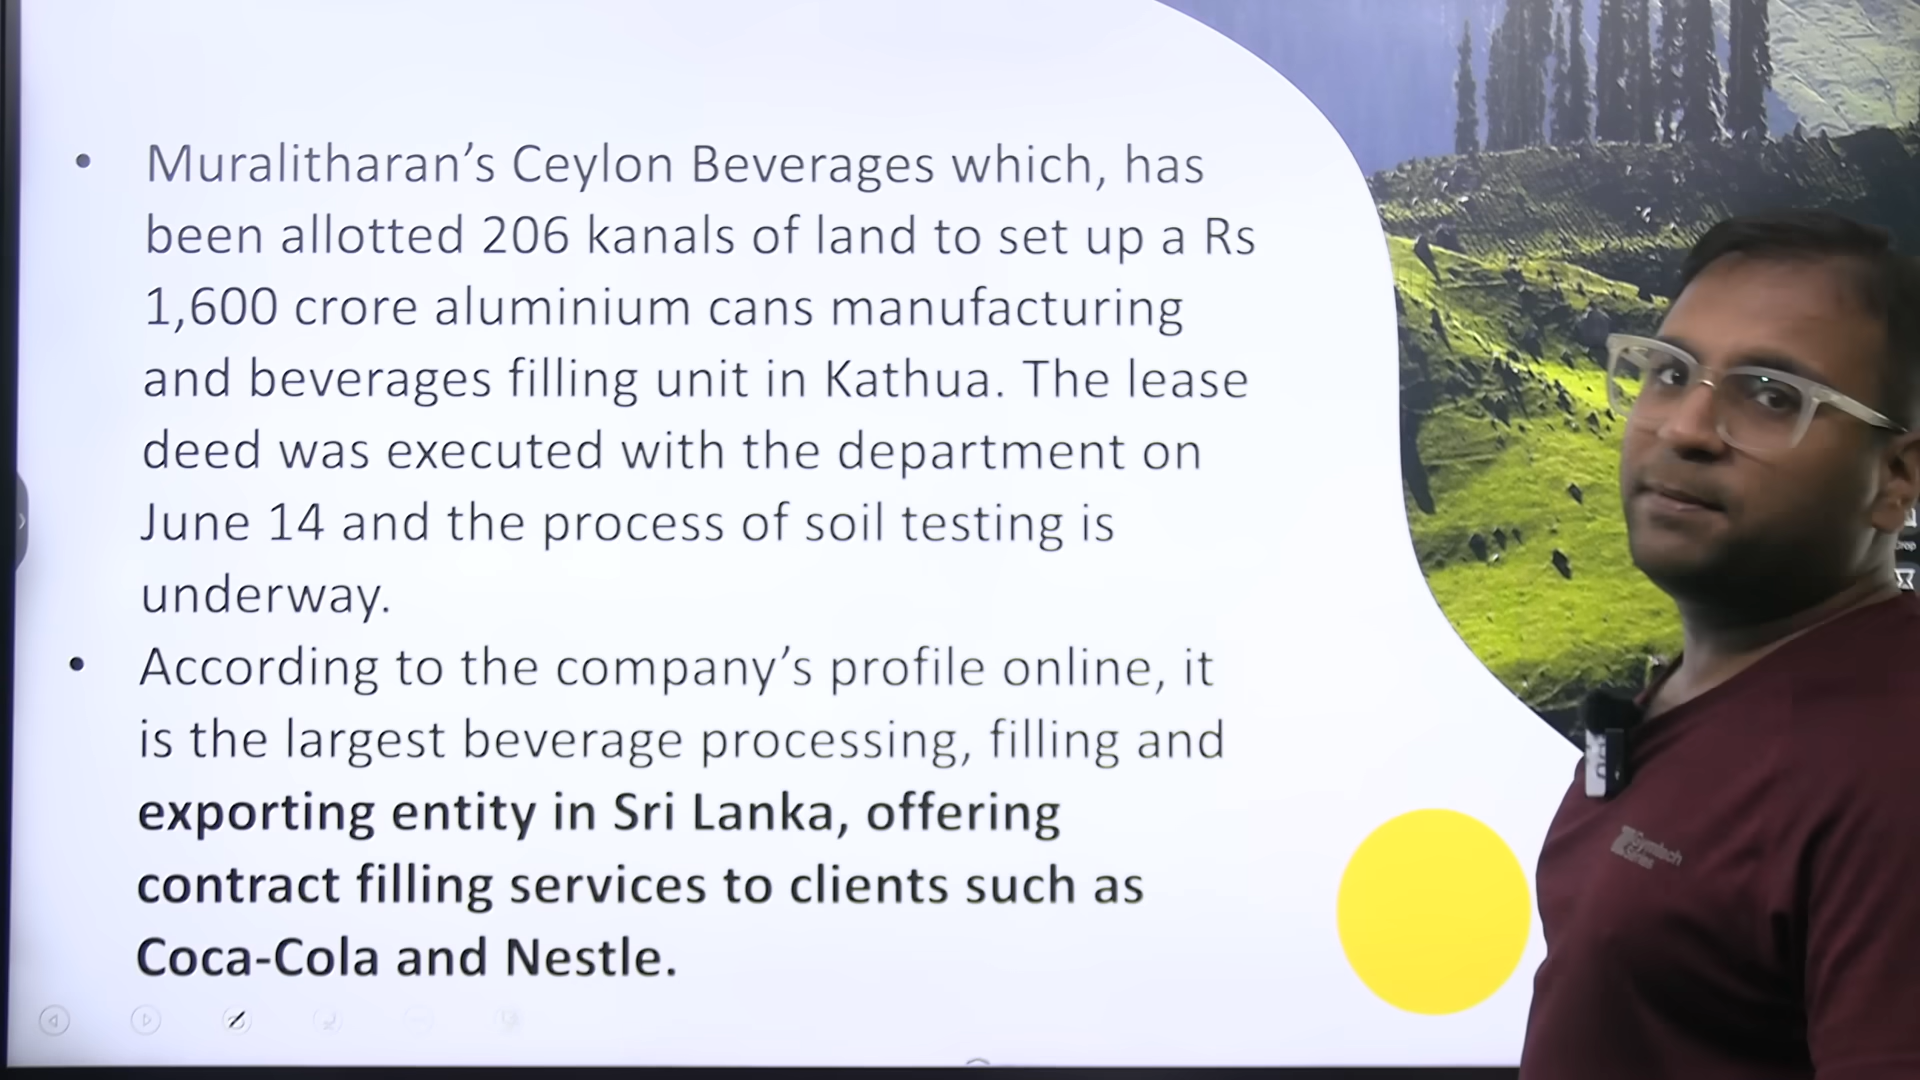 • Muralitharan’s Ceylon Beverages which, has
been allotted 206 kanals of land to set up a Rs
1,600 crore aluminium cans manufacturing
and beverages filling unit in Kathua. The lease
deed was executed with the department on
June 14 and the process of soil testing is
underway.
• According to the company’s profile online, it
is the largest beverage processing, filling and
exporting entity in Sri Lanka, offering
contract filling services to clients such as
Coca-Cola and Nestle.
Gymtech
Series